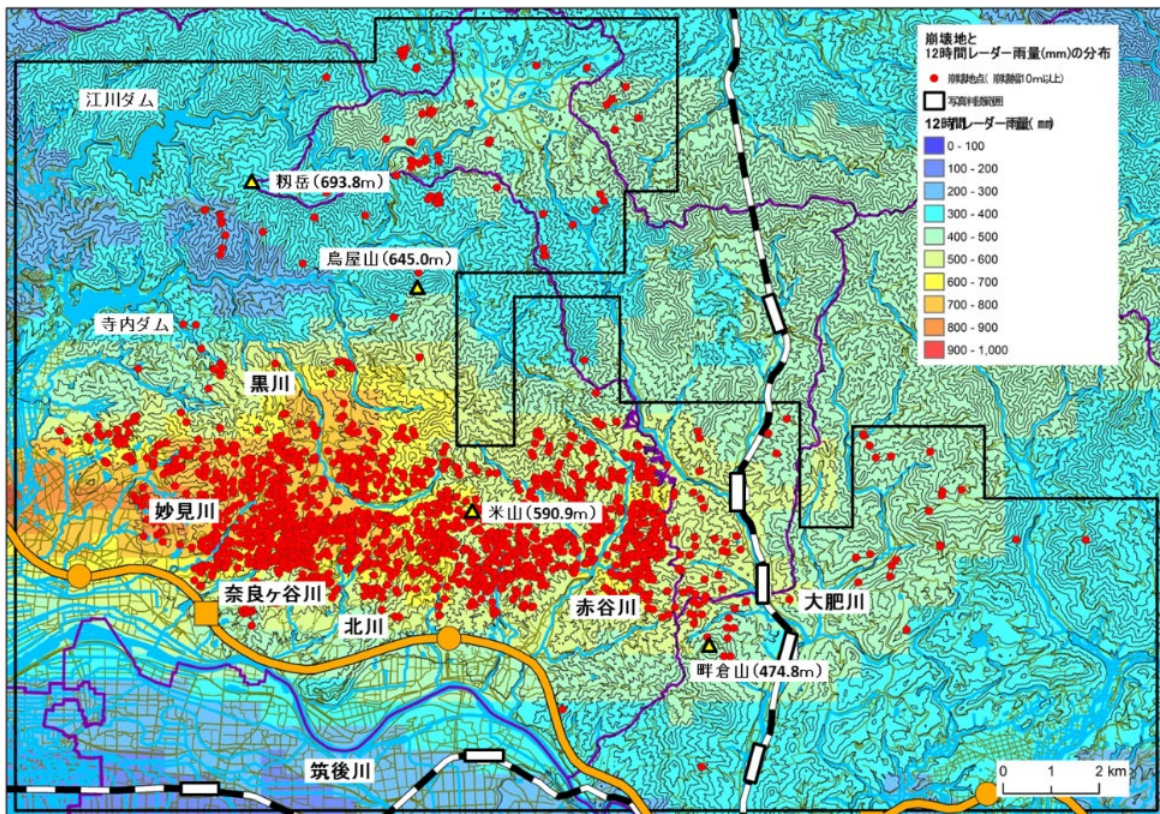 崩壊地と
12時間レーダー雨量(mm)の分布
崩壊地点( 崩壊幅10m以上)
写真判読範囲
12時間レーダー雨量( mm)
0 - 100
100 - 200
200 - 300
300 - 400
400 - 500
500 - 600
600 - 700
700 - 800
800 - 900
900 - 1,000
江川ダム
籾岳(693.8m)
鳥屋山(645.0m)
寺内ダム
黒川
妙見川
米山(590.9m)
奈良ヶ谷川
北川
赤谷川
大肥川
畔倉山(474.8m)
筑後川
0 1 2 km